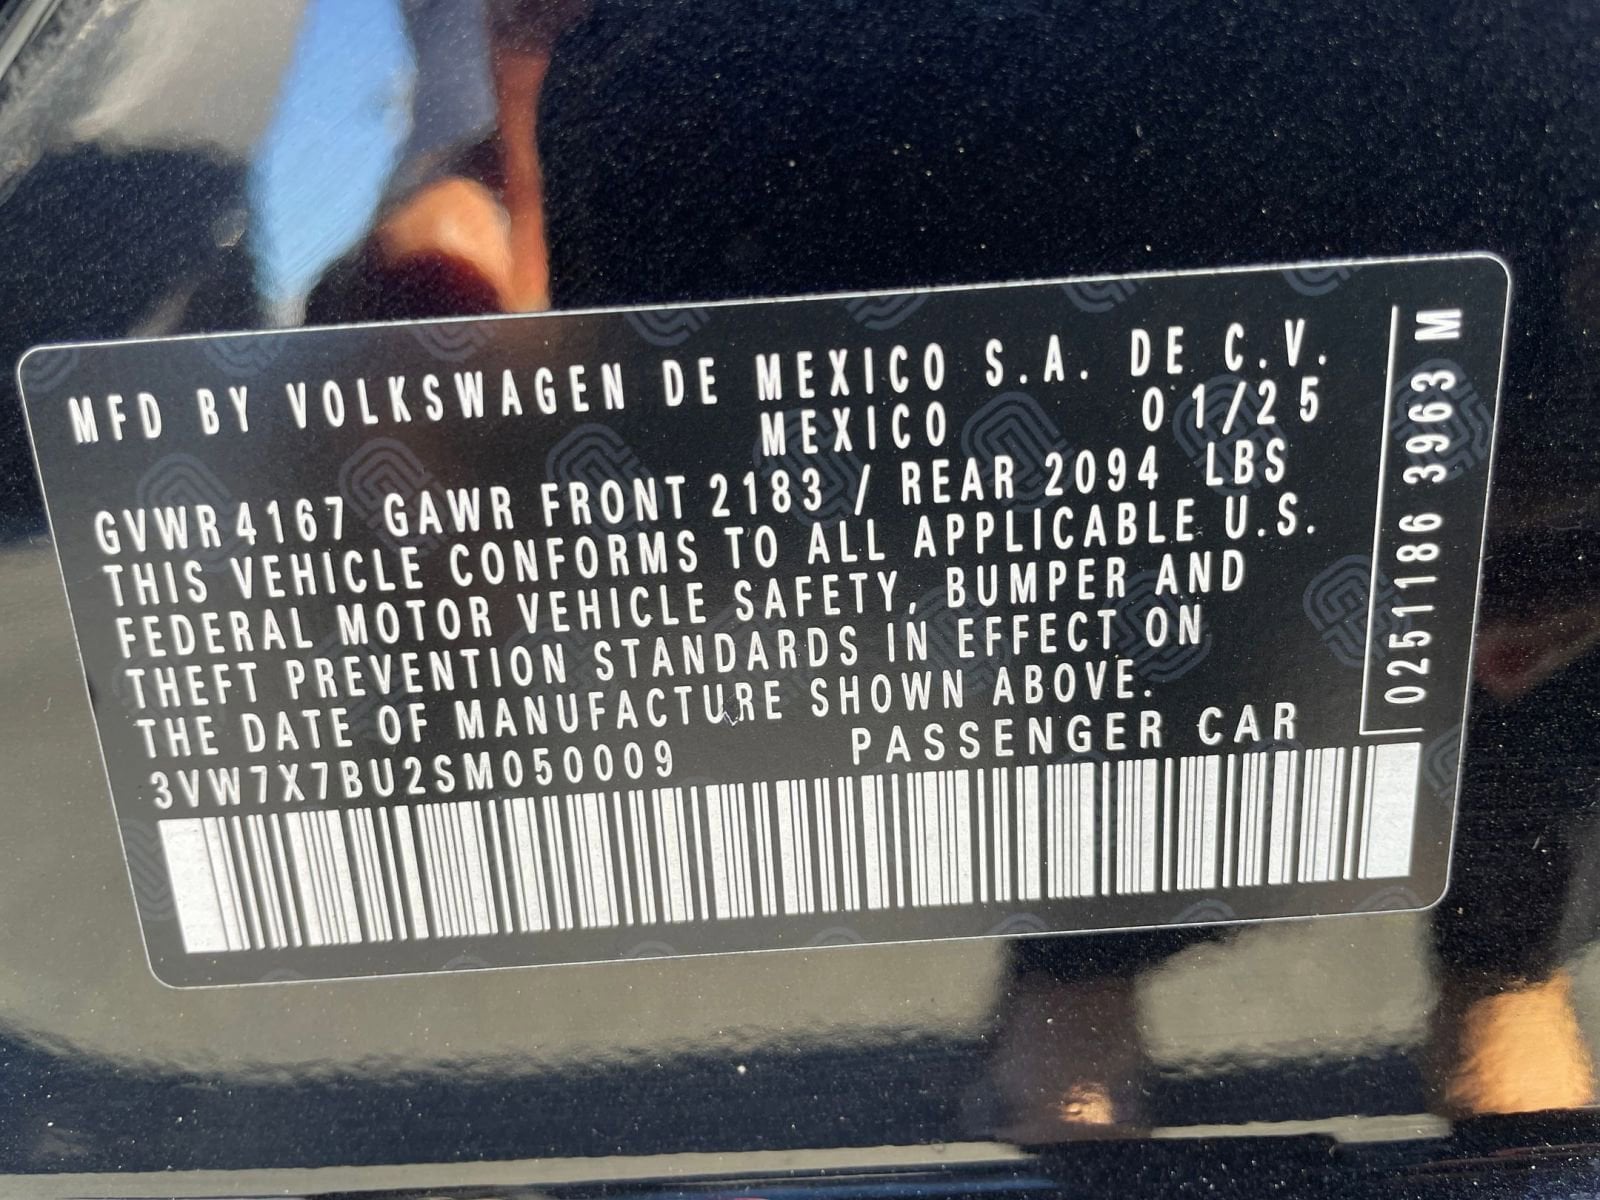 MFD BY VOLKSWAGEN DE MEXICO S.A. DE C.V.
MEXICO 01/25
GVWR 4167 GAWR FRONT 2183 / REAR 2094 LBS
THIS VEHICLE CONFORMS TO ALL APPLICABLE U.S.
FEDERAL MOTOR VEHICLE SAFETY, BUMPER AND
THEFT PREVENTION STANDARDS IN EFFECT ON
THE DATE OF MANUFACTURE SHOWN ABOVE.
3VW7X7BU2SM050009 PASSENGER CAR
0251186 3963 M